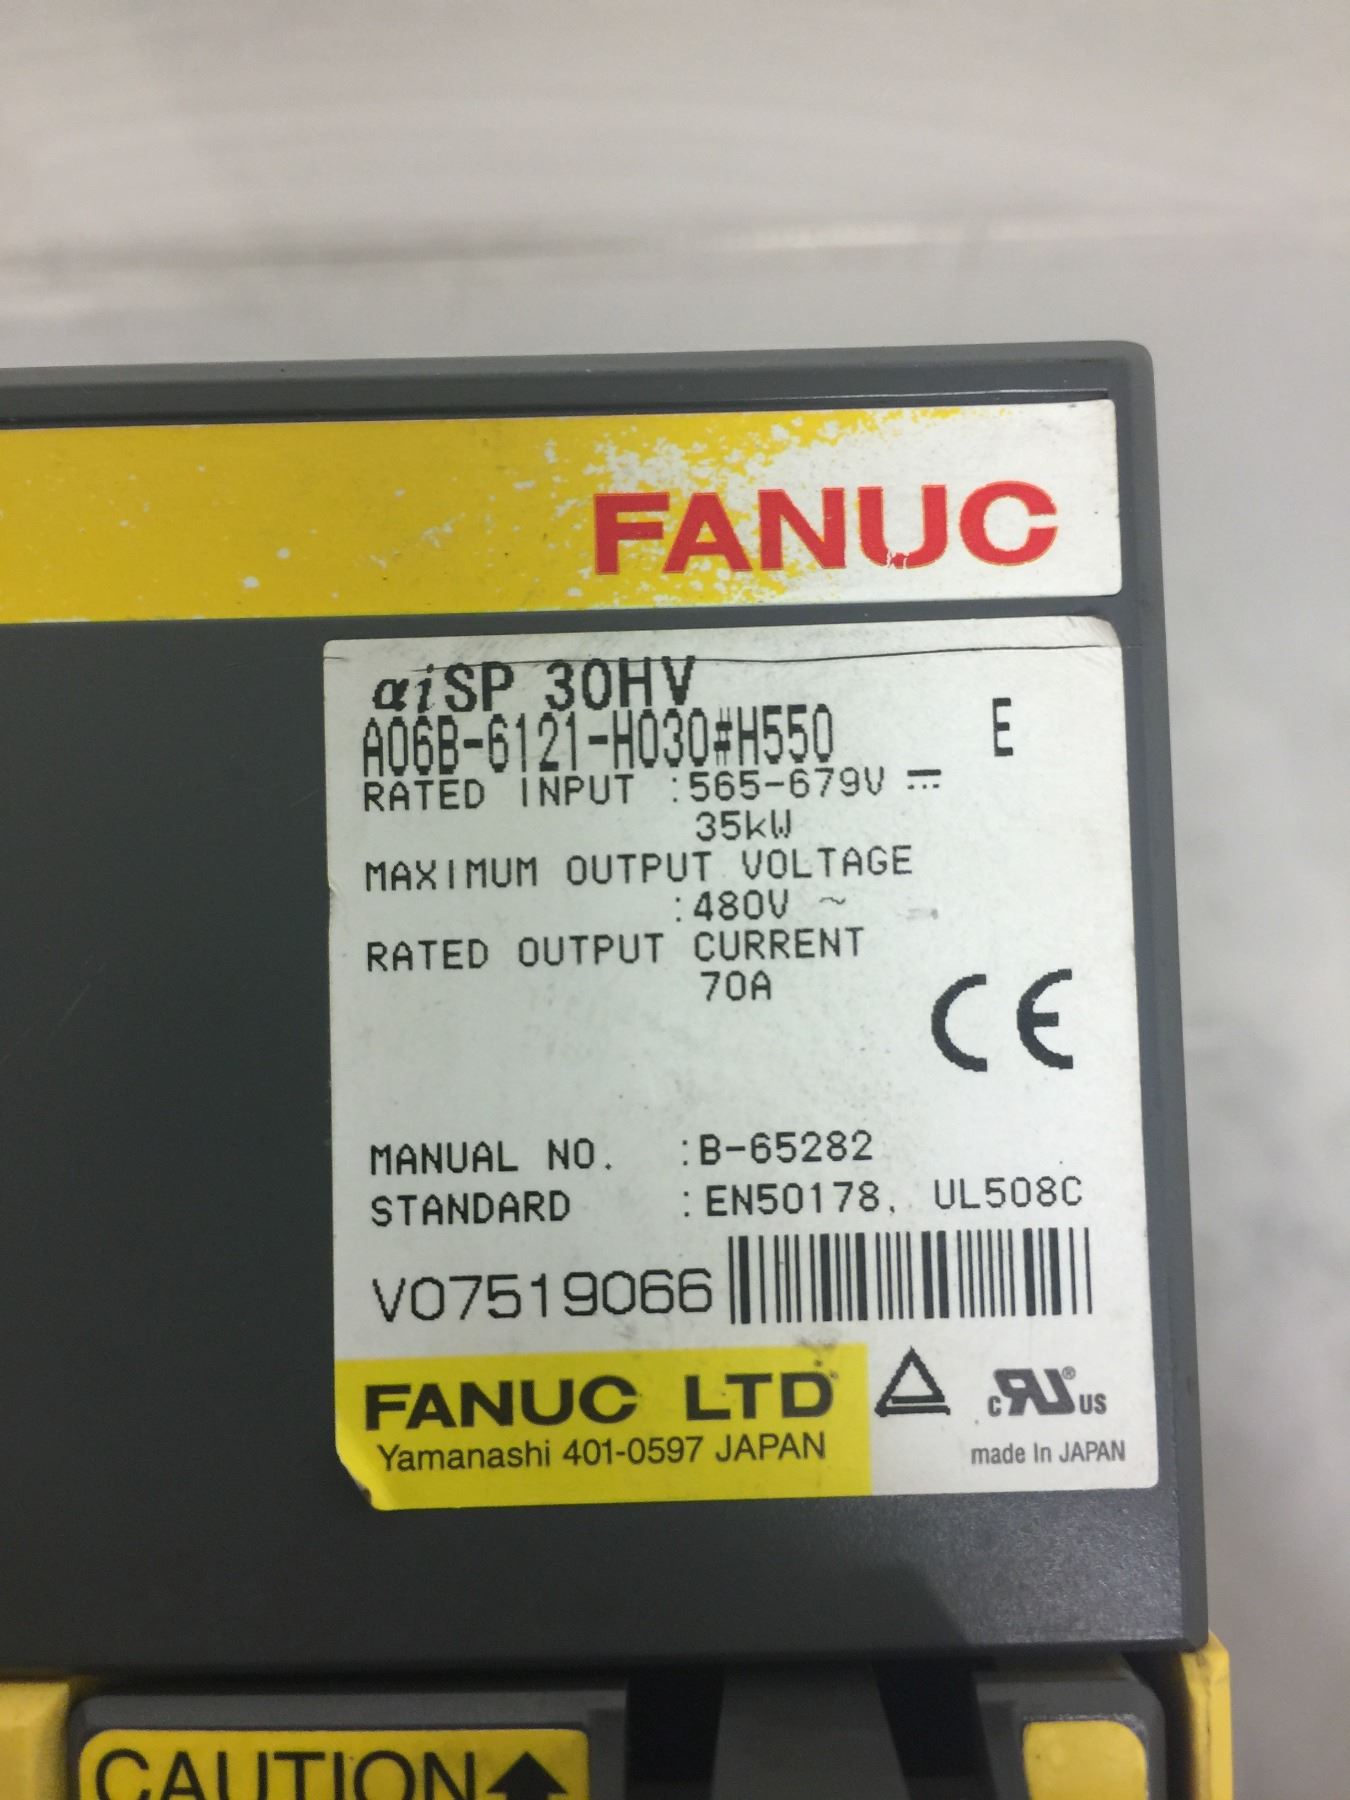 FANUC
αiSP 30HV
A06B-6121-H030#H550 E
RATED INPUT :565-679V ⎓
35kW
MAXIMUM OUTPUT VOLTAGE
:480V ~
RATED OUTPUT CURRENT
70A
CE
MANUAL NO. :B-65282
STANDARD :EN50178, UL508C
V07519066
FANUC LTD
Yamanashi 401-0597 JAPAN
c RU ® US
made In JAPAN
CAUTION